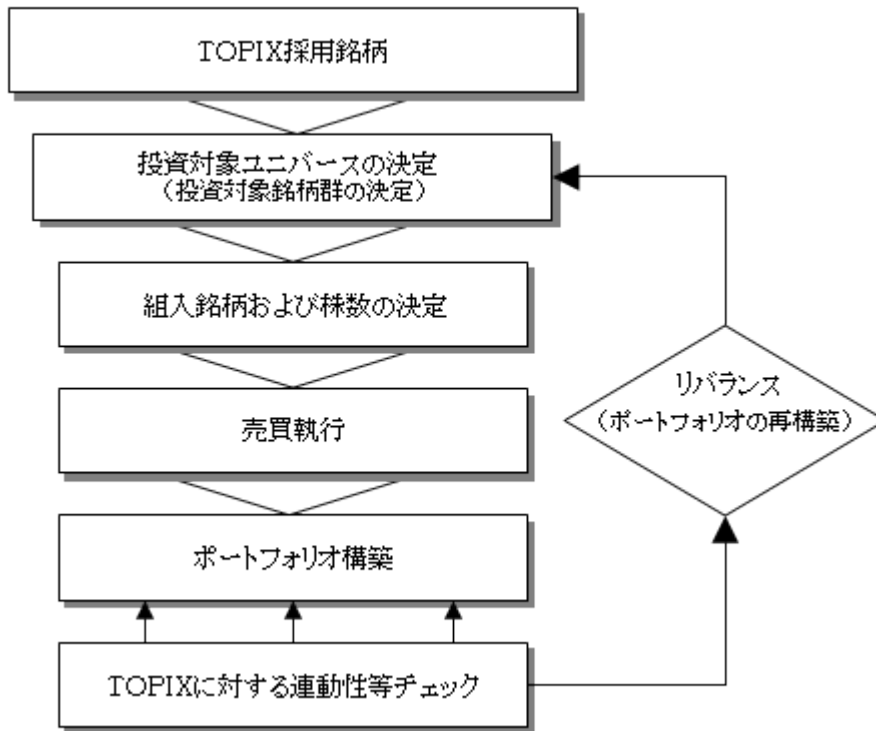 TOPIX採用銘柄
投資対象ユニバースの決定
（投資対象銘柄群の決定）
組入銘柄および株数の決定
リバランス
（ポートフォリオの再構築）
売買執行
ポートフォリオ構築
TOPIXに対する連動性等チェック